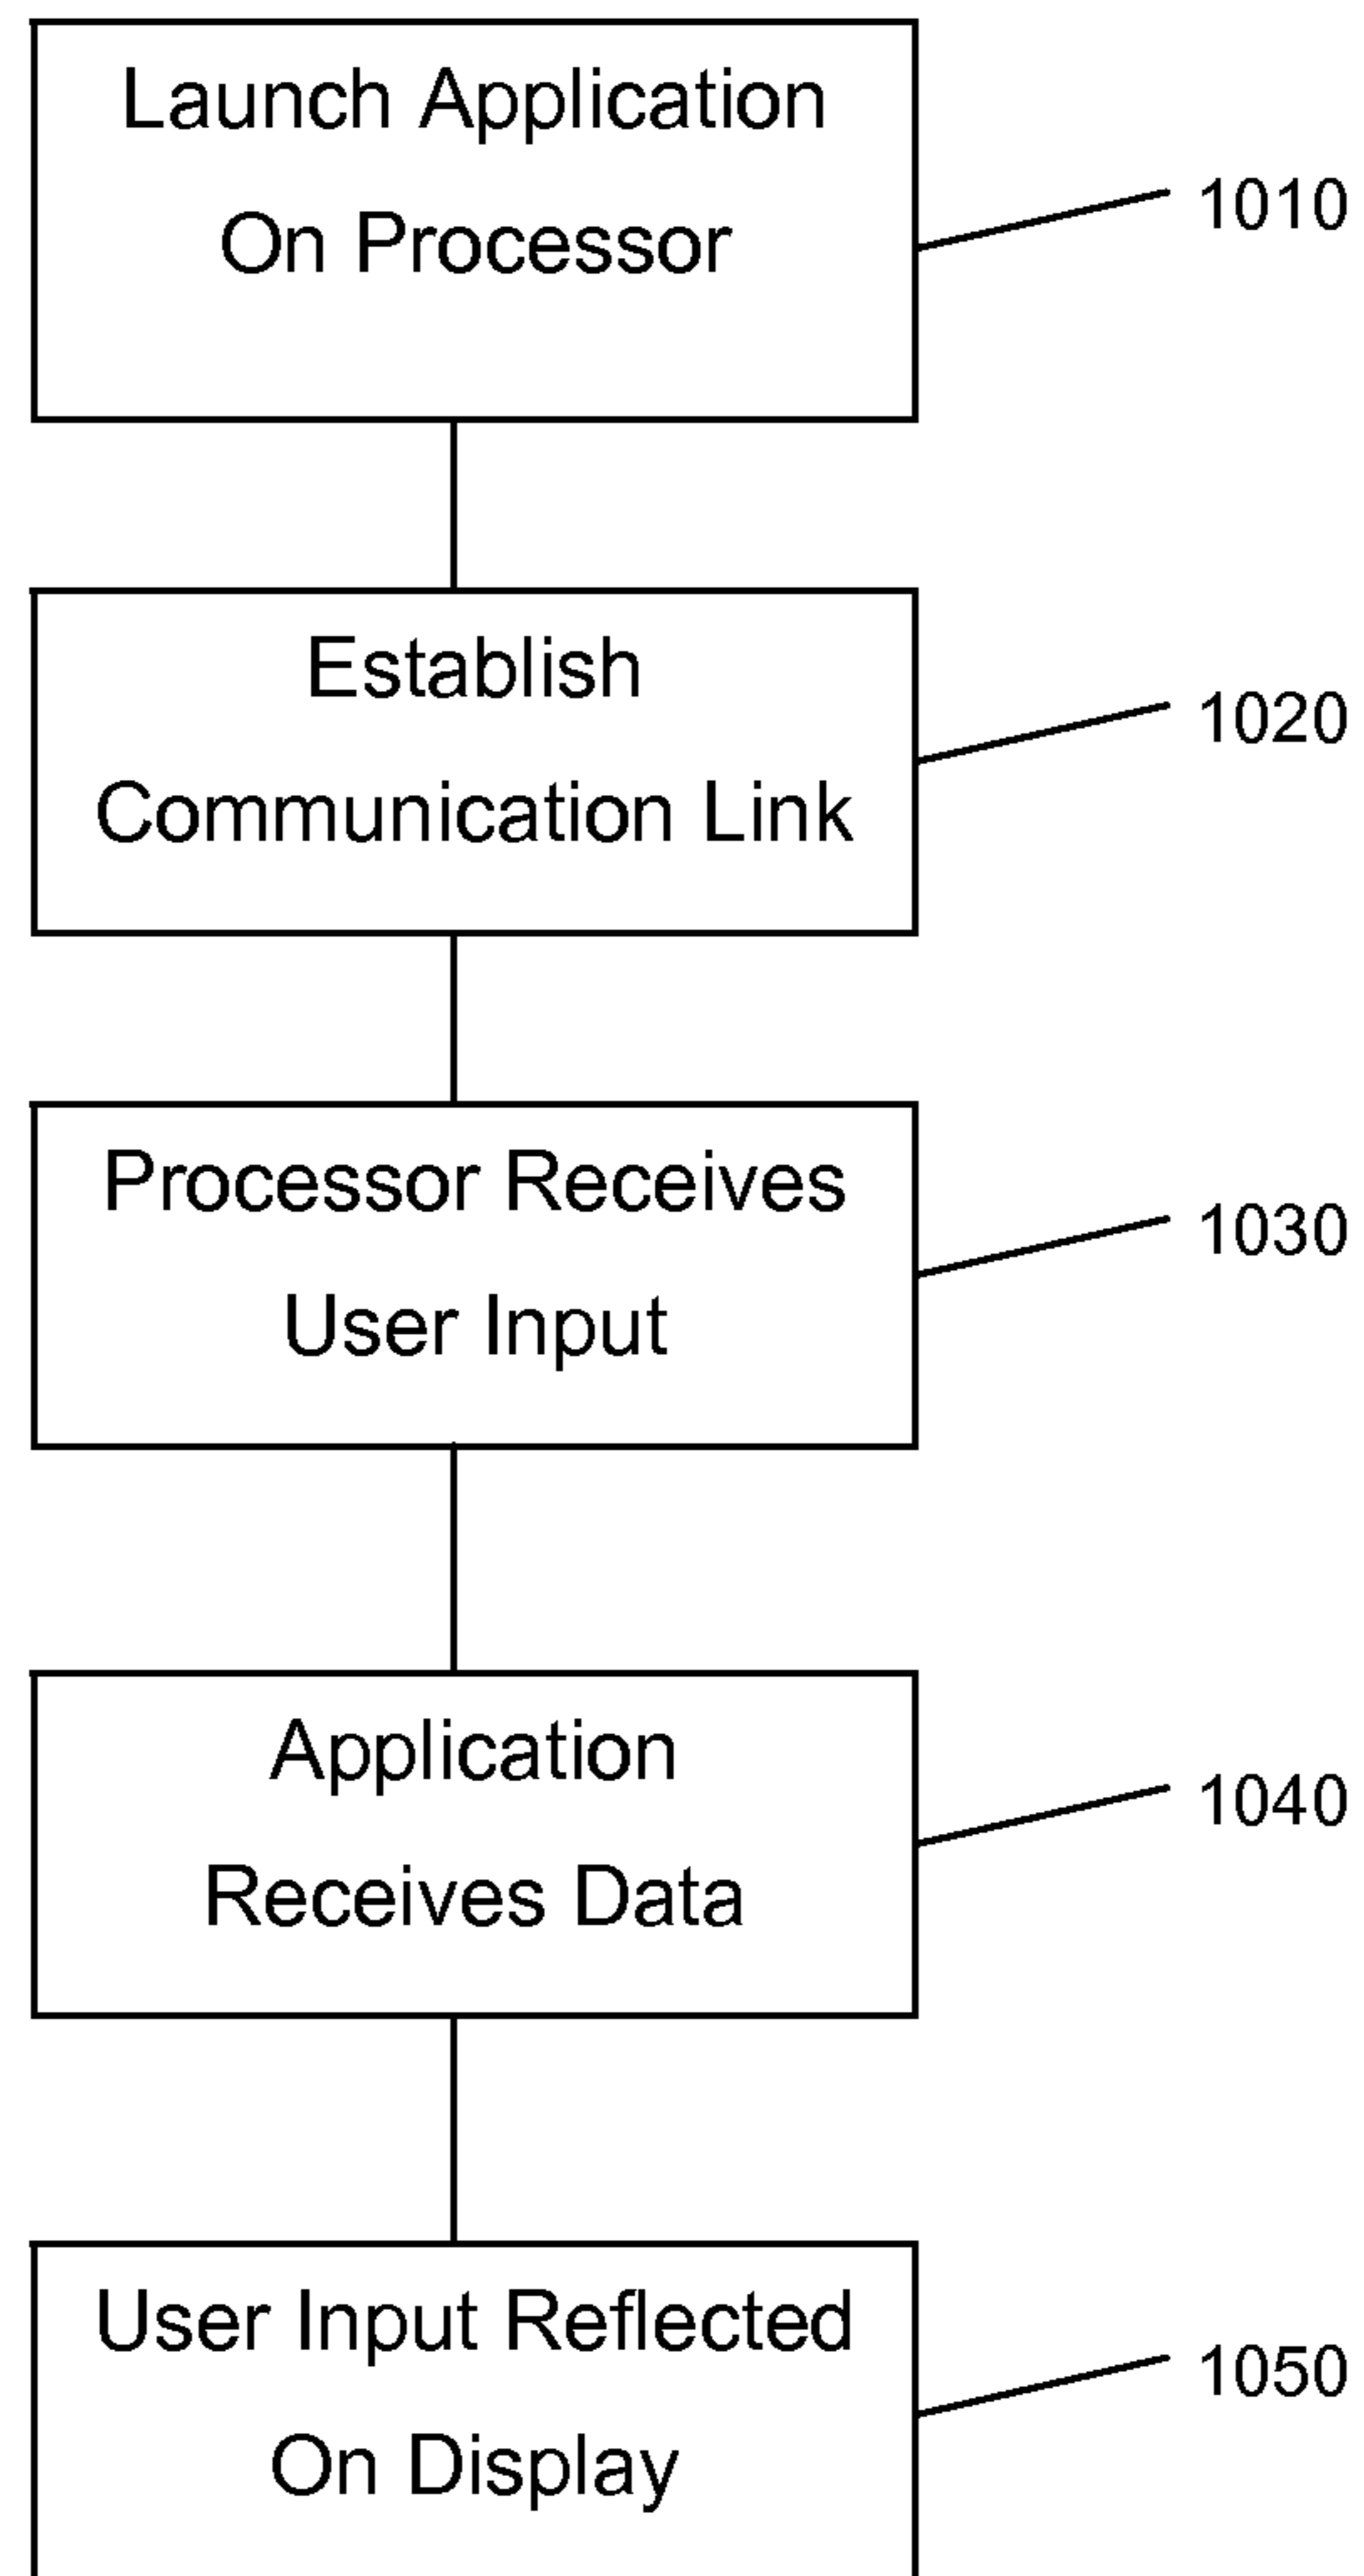 Launch Application
On Processor
1010
Establish
Communication Link
1020
Processor Receives
User Input
1030
Application
Receives Data
1040
User Input Reflected
On Display
1050